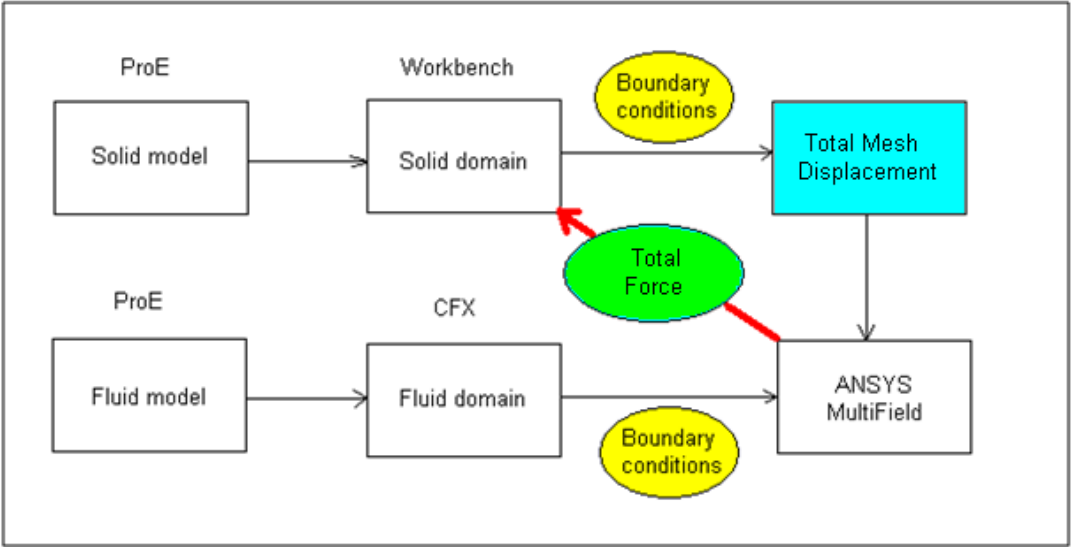 ProE
Workbench
Boundary
conditions
Solid model
Solid domain
Total Mesh
Displacement
Total
Force
ProE
CFX
Fluid model
Fluid domain
ANSYS
MultiField
Boundary
conditions